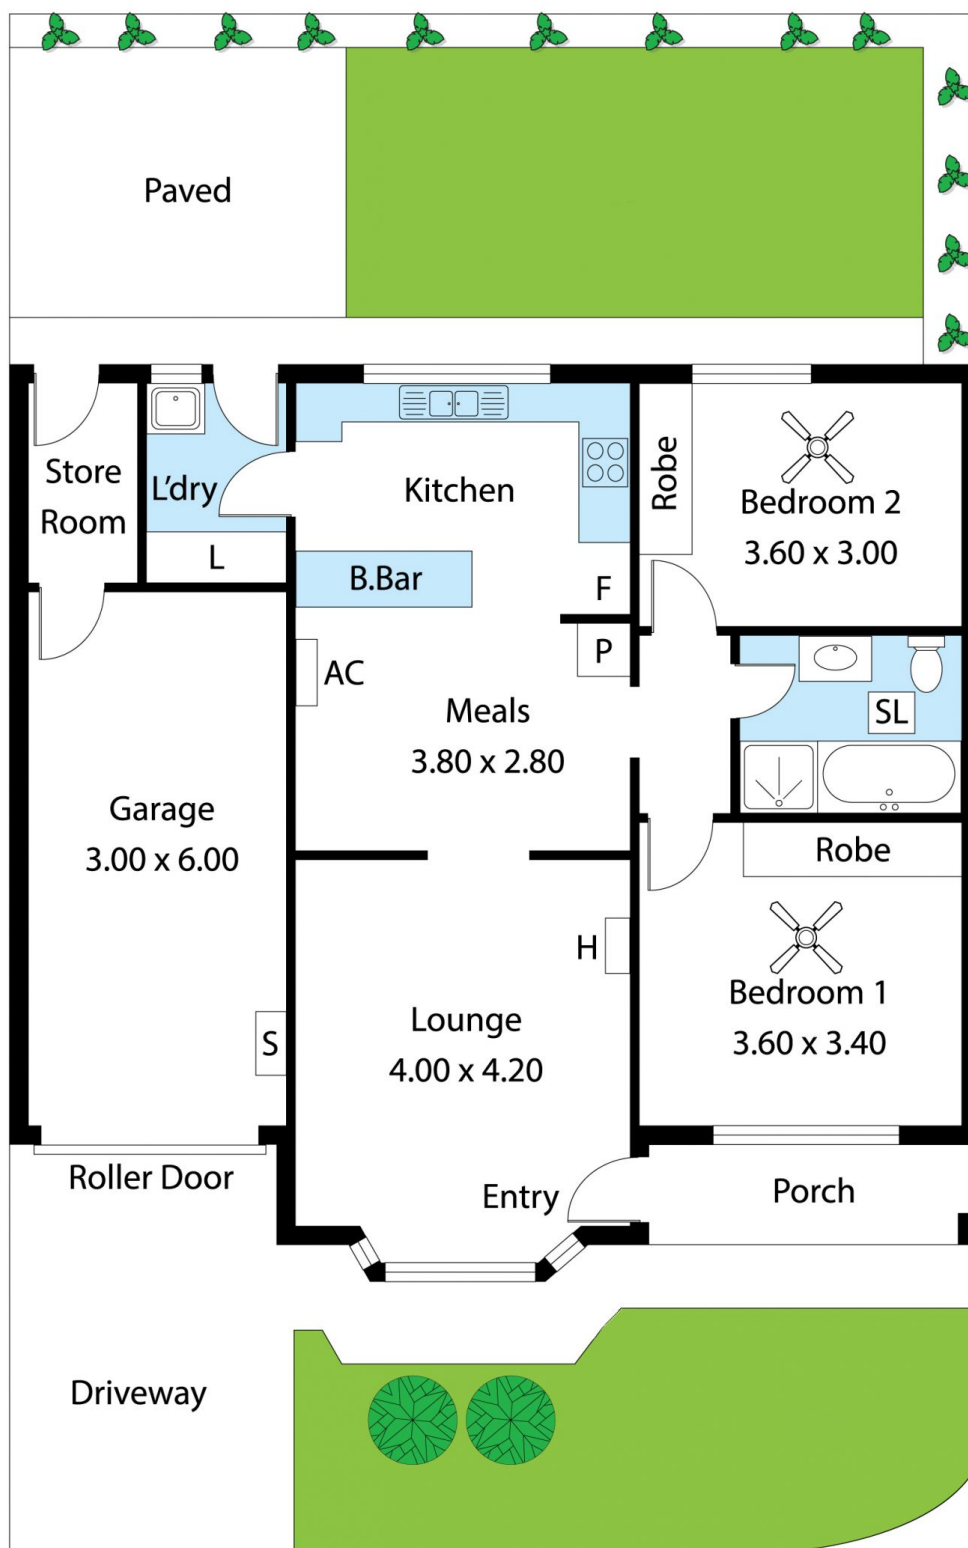 Paved
Store
Room
L'dry
L
Kitchen
B.Bar
F
P
Robe
Bedroom 2
3.60 x 3.00
AC
Meals
3.80 x 2.80
SL
Garage
3.00 x 6.00
Robe
H
Bedroom 1
3.60 x 3.40
Lounge
4.00 x 4.20
S
Roller Door
Entry
Porch
Driveway